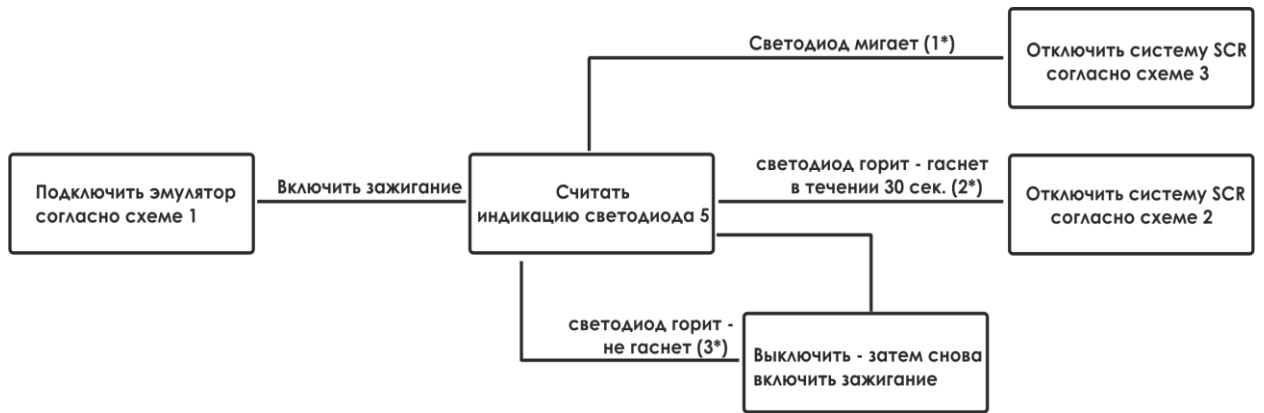 Светодиод мигает (1*)
Отключить систему SCR
согласно схеме 3
Подключить эмулятор
согласно схеме 1
Включить зажигание
Считать
индикацию светодиода 5
светодиод горит - гаснет
в течении 30 сек. (2*)
Отключить систему SCR
согласно схеме 2
светодиод горит -
не гаснет (3*)
Выключить - затем снова
включить зажигание